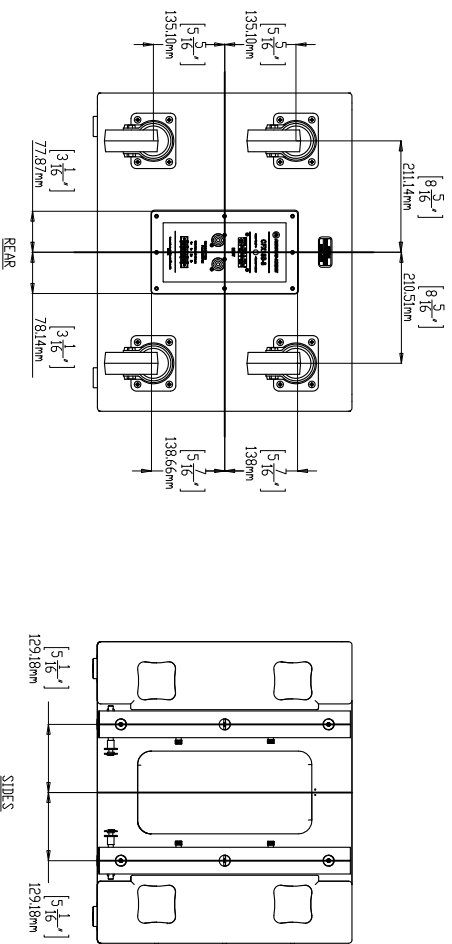 [5 5/16"]
135.10mm
[5 5/16"]
135.10mm
[8 5/16"]
211.14mm
[8 5/16"]
210.51mm
[3 1/16"]
77.87mm
[3 1/16"]
78.14mm
REAR
[5 7/16"]
138.66mm
[5 7/16"]
138mm
[5 1/16"]
129.18mm
[5 1/16"]
129.18mm
SIDES